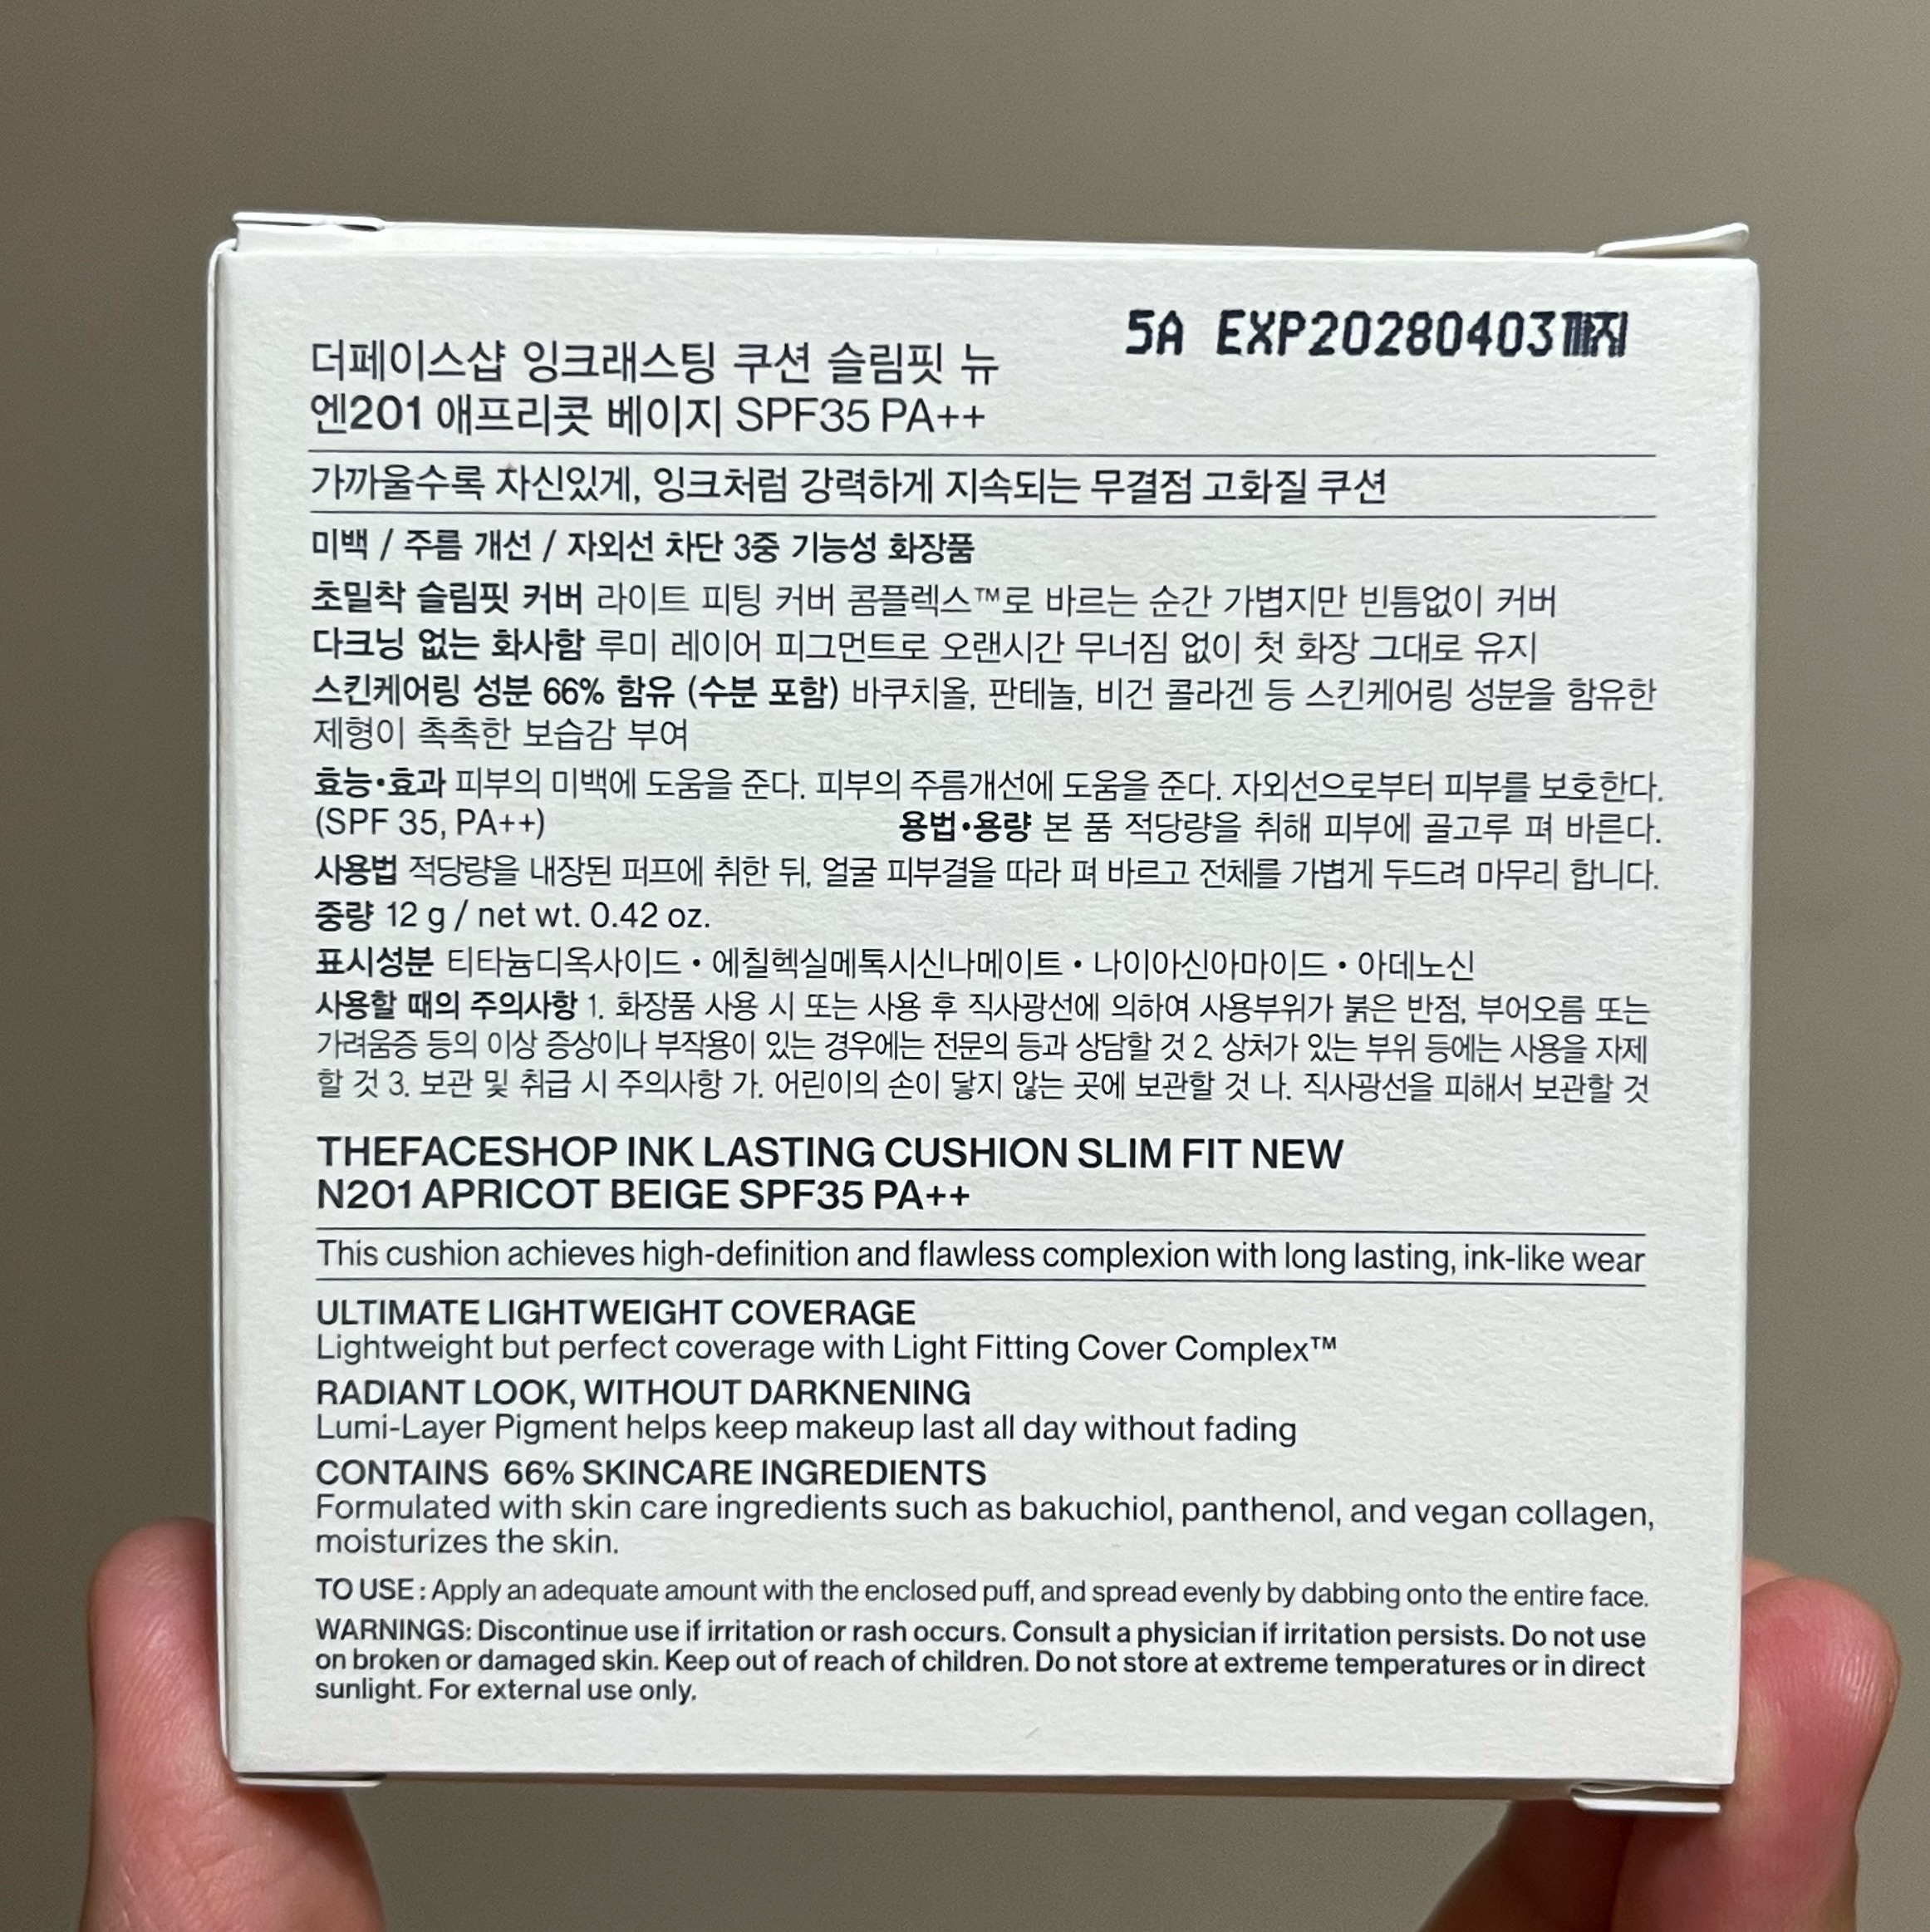 5A EXP20280403까지
더페이스샵 잉크래스팅 쿠션 슬림핏 뉴
엔201 애프리콧 베이지 SPF35 PA++
가까울수록 자신있게, 잉크처럼 강력하게 지속되는 무결점 고화질 쿠션
미백 / 주름 개선 / 자외선 차단 3중 기능성 화장품
초밀착 슬림핏 커버 라이트 피팅 커버 콤플렉스™로 바르는 순간 가볍지만 빈틈없이 커버
다크닝 없는 화사함 루미 레이어 피그먼트로 오랜시간 무너짐 없이 첫 화장 그대로 유지
스킨케어링 성분 66% 함유 (수분 포함) 바쿠치올, 판테놀, 비건 콜라겐 등 스킨케어링 성분을 함유한
제형이 촉촉한 보습감 부여
효능•효과 피부의 미백에 도움을 준다. 피부의 주름개선에 도움을 준다. 자외선으로부터 피부를 보호한다.
(SPF 35, PA++) 용법•용량 본 품 적당량을 취해 피부에 골고루 펴 바른다.
사용법 적당량을 내장된 퍼프에 취한 뒤, 얼굴 피부결을 따라 펴 바르고 전체를 가볍게 두드려 마무리 합니다.
중량 12 g / net wt. 0.42 oz.
표시성분 티타늄디옥사이드 • 에칠헥실메톡시신나메이트 • 나이아신아마이드 • 아데노신
사용할 때의 주의사항 1. 화장품 사용 시 또는 사용 후 직사광선에 의하여 사용부위가 붉은 반점, 부어오름 또는
가려움증 등의 이상 증상이나 부작용이 있는 경우에는 전문의 등과 상담할 것 2. 상처가 있는 부위 등에는 사용을 자제
할 것 3. 보관 및 취급 시 주의사항 가. 어린이의 손이 닿지 않는 곳에 보관할 것 나. 직사광선을 피해서 보관할 것
THEFACESHOP INK LASTING CUSHION SLIM FIT NEW
N201 APRICOT BEIGE SPF35 PA++
This cushion achieves high-definition and flawless complexion with long lasting, ink-like wear
ULTIMATE LIGHTWEIGHT COVERAGE
Lightweight but perfect coverage with Light Fitting Cover Complex™
RADIANT LOOK, WITHOUT DARKNENING
Lumi-Layer Pigment helps keep makeup last all day without fading
CONTAINS 66% SKINCARE INGREDIENTS
Formulated with skin care ingredients such as bakuchiol, panthenol, and vegan collagen,
moisturizes the skin.
TO USE : Apply an adequate amount with the enclosed puff, and spread evenly by dabbing onto the entire face.
WARNINGS: Discontinue use if irritation or rash occurs. Consult a physician if irritation persists. Do not use
on broken or damaged skin. Keep out of reach of children. Do not store at extreme temperatures or in direct
sunlight. For external use only.